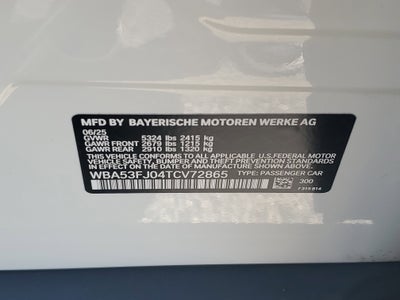 MFD BY BAYERISCHE MOTOREN WERKE AG
06/25
GVWR 5324 lbs 2415 kg
GAWR FRONT 2679 lbs 1215 kg
GAWR REAR 2910 lbs 1320 kg
THIS VEHICLE CONFORMS TO ALL APPLICABLE U.S. FEDERAL MOTOR
VEHICLE SAFETY, BUMPER AND THEFT PREVENTION STANDARDS
IN EFFECT ON THE DATE OF MANUFACTURE SHOWN ABOVE.
WBA53FJ04TCV72865 TYPE: PASSENGER CAR
300